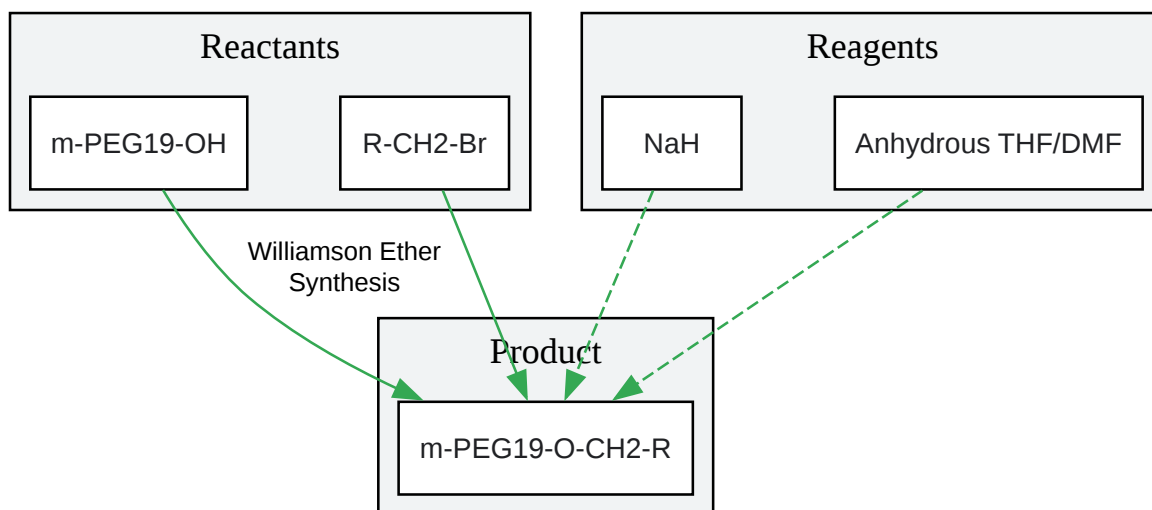 Reactants
Reagents
m-PEG19-OH
R-CH2-Br
NaH
Anhydrous THF/DMF
Williamson Ether
Synthesis
Product
m-PEG19-O-CH2-R